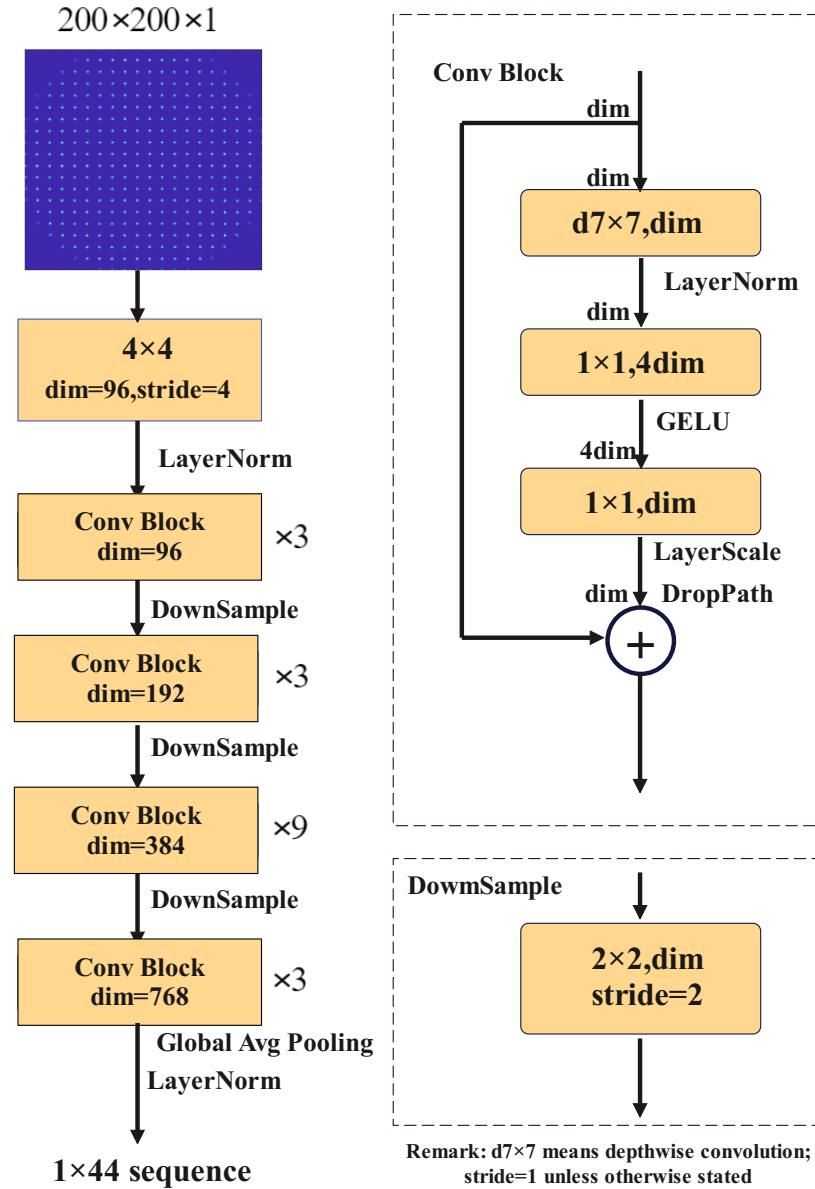 200×200×1
4×4
dim=96,stride=4
LayerNorm
Conv Block
dim=96
×3
DownSample
Conv Block
dim=192
×3
DownSample
Conv Block
dim=384
×9
DownSample
Conv Block
dim=768
×3
Global Avg Pooling
LayerNorm
1×44 sequence
Conv Block
dim
dim
d7×7,dim
LayerNorm
dim
1×1,4dim
GELU
4dim
1×1,dim
LayerScale
dim DropPath
+
DowmSample
2×2,dim
stride=2
Remark: d7×7 means depthwise convolution;
stride=1 unless otherwise stated